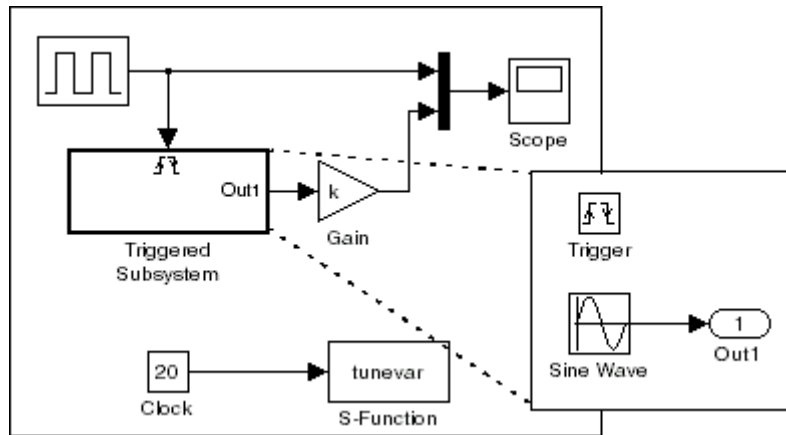 Scope
Out1
k
Gain
Triggered
Subsystem
Trigger
1
Out1
Sine Wave
20
Clock
tunevar
S-Function